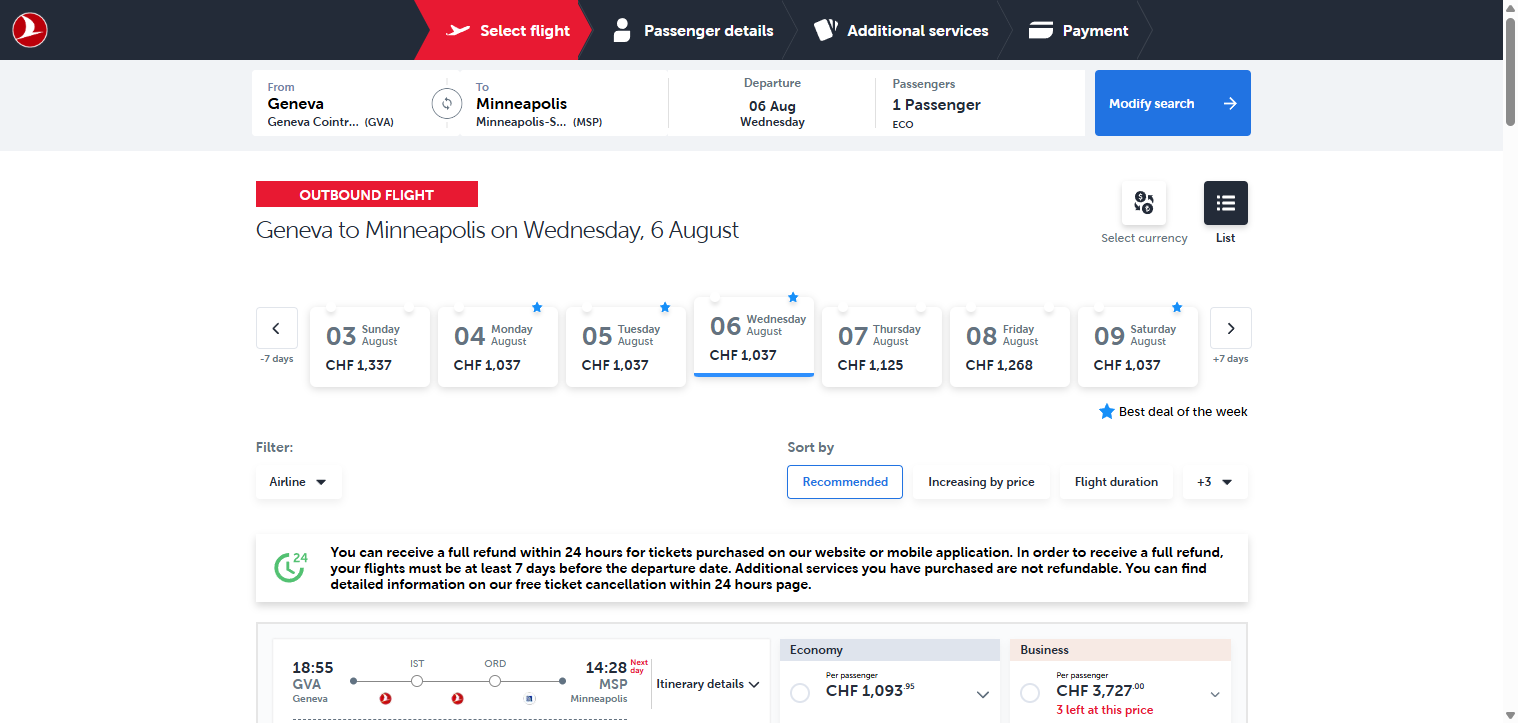 Select flight
Passenger details
Additional services
Payment
From
Geneva
Geneva Cointr... (GVA)
To
Minneapolis
Minneapolis-S... (MSP)
Departure
06 Aug
Wednesday
Passengers
1 Passenger
ECO
Modify search
OUTBOUND FLIGHT
Geneva to Minneapolis on Wednesday, 6 August
Select currency
List
-7 days
03 Sunday August
CHF 1,337
04 Monday August
CHF 1,037
05 Tuesday August
CHF 1,037
06 Wednesday August
CHF 1,037
07 Thursday August
CHF 1,125
08 Friday August
CHF 1,268
09 Saturday August
CHF 1,037
+7 days
Best deal of the week
Filter:
Airline
Sort by
Recommended
Increasing by price
Flight duration
+3
24
You can receive a full refund within 24 hours for tickets purchased on our website or mobile application. In order to receive a full refund,
your flights must be at least 7 days before the departure date. Additional services you have purchased are not refundable. You can find
detailed information on our free ticket cancellation within 24 hours page.
18:55
GVA
Geneva
IST
ORD
14:28 Next day
MSP
Minneapolis
Itinerary details
Economy
Per passenger
CHF 1,093.95
Business
Per passenger
CHF 3,727.00
3 left at this price